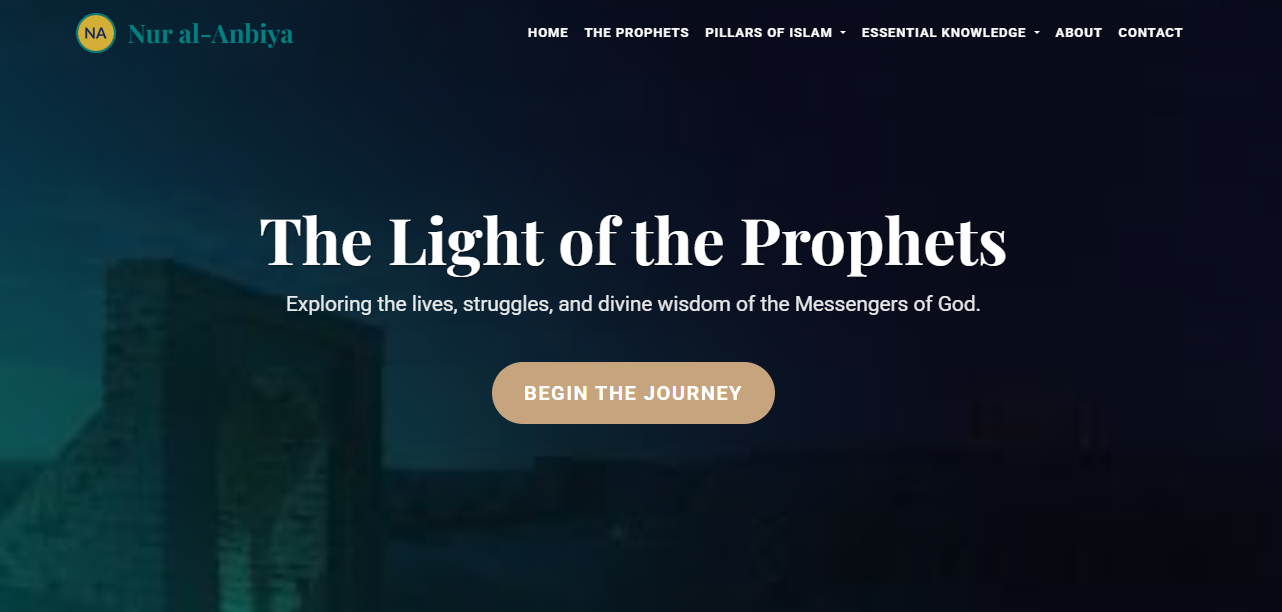 NA Nur al-Anbiya HOME THE PROPHETS PILLARS OF ISLAM ESSENTIAL KNOWLEDGE ABOUT CONTACT
The Light of the Prophets
Exploring the lives, struggles, and divine wisdom of the Messengers of God.
BEGIN THE JOURNEY